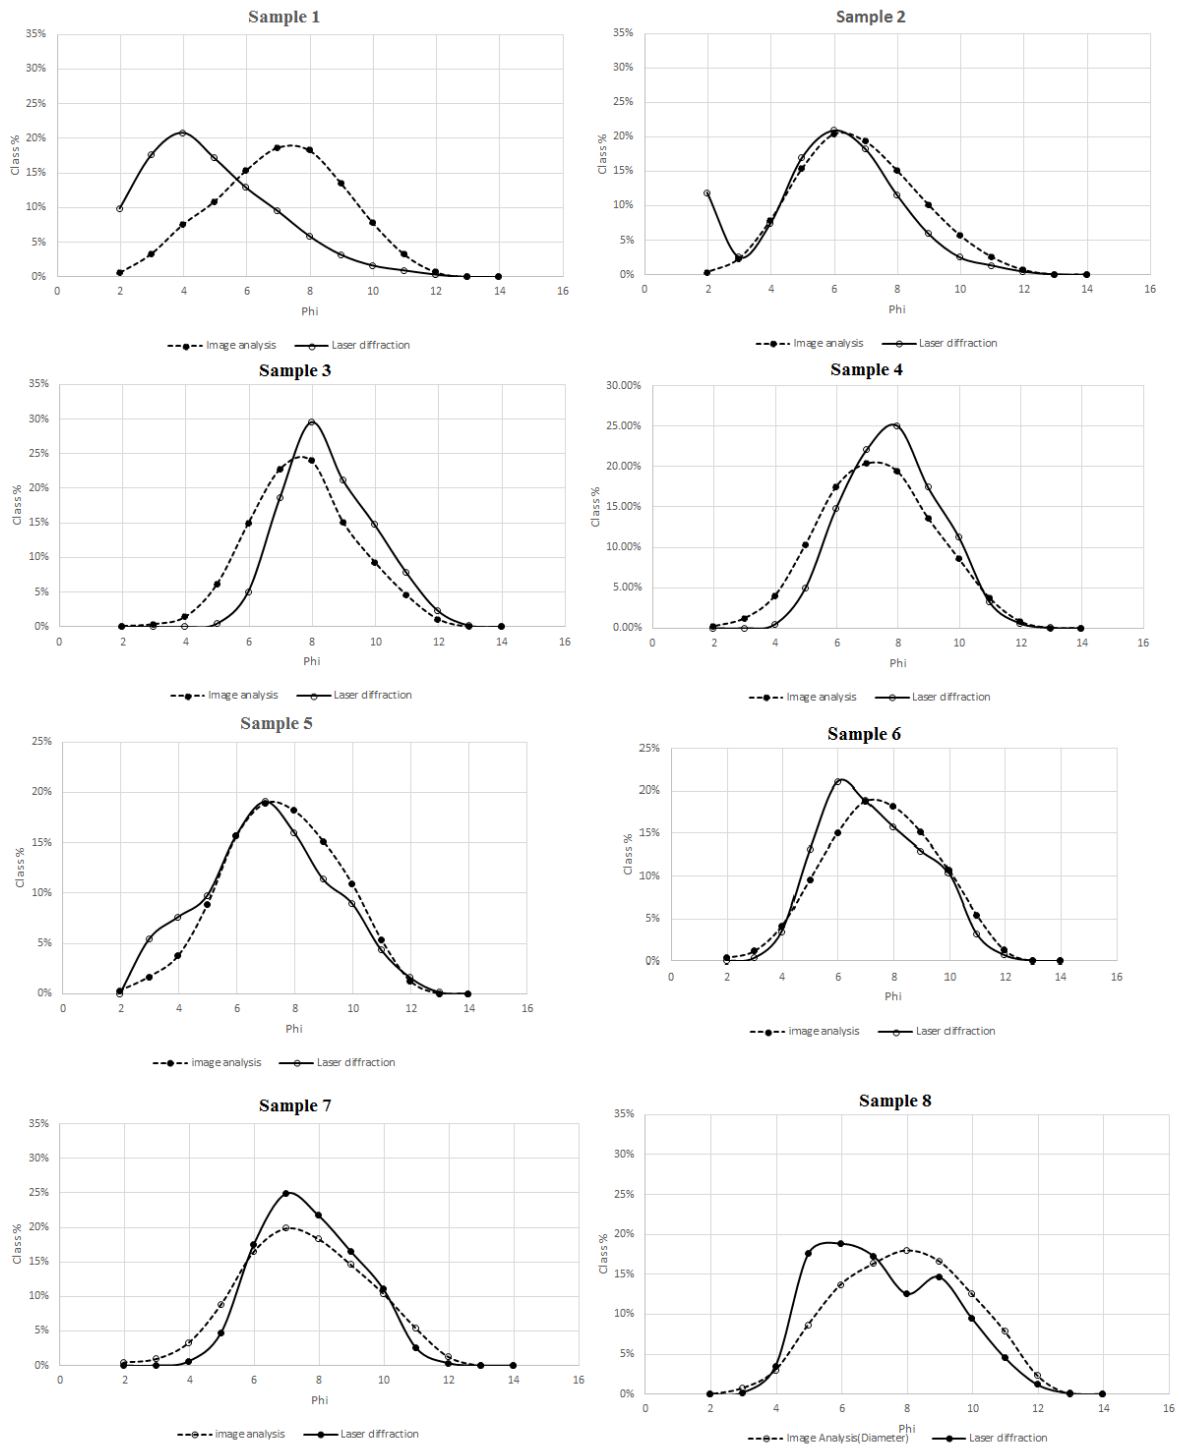 Sample 1
35%
30%
25%
20%
15%
10%
5%
0%
Class %
0 2 4 6 8 10 12 14 16
Phi
Image analysis Laser diffraction
Sample 2
35%
30%
25%
20%
15%
10%
5%
0%
Class %
0 2 4 6 8 10 12 14 16
Phi
Image analysis Laser diffraction
Sample 3
35%
30%
25%
20%
15%
10%
5%
0%
Class %
0 2 4 6 8 10 12 14 16
Phi
Image analysis Laser diffraction
Sample 4
30.00%
25.00%
20.00%
15.00%
10.00%
5.00%
0.00%
Class %
0 2 4 6 8 10 12 14 16
Phi
Image analysis Laser diffraction
Sample 5
25%
20%
15%
10%
5%
0%
Class %
0 2 4 6 8 10 12 14 16
Phi
image analysis Laser diffraction
Sample 6
25%
20%
15%
10%
5%
0%
Class %
0 2 4 6 8 10 12 14 16
Phi
image analysis Laser diffraction
Sample 7
35%
30%
25%
20%
15%
10%
5%
0%
Class %
0 2 4 6 8 10 12 14 16
Phi
image analysis Laser diffraction
Sample 8
35%
30%
25%
20%
15%
10%
5%
0%
Class %
0 2 4 6 8 10 12 14 16
Phi
Image Analysis(Diameter) Laser diffraction